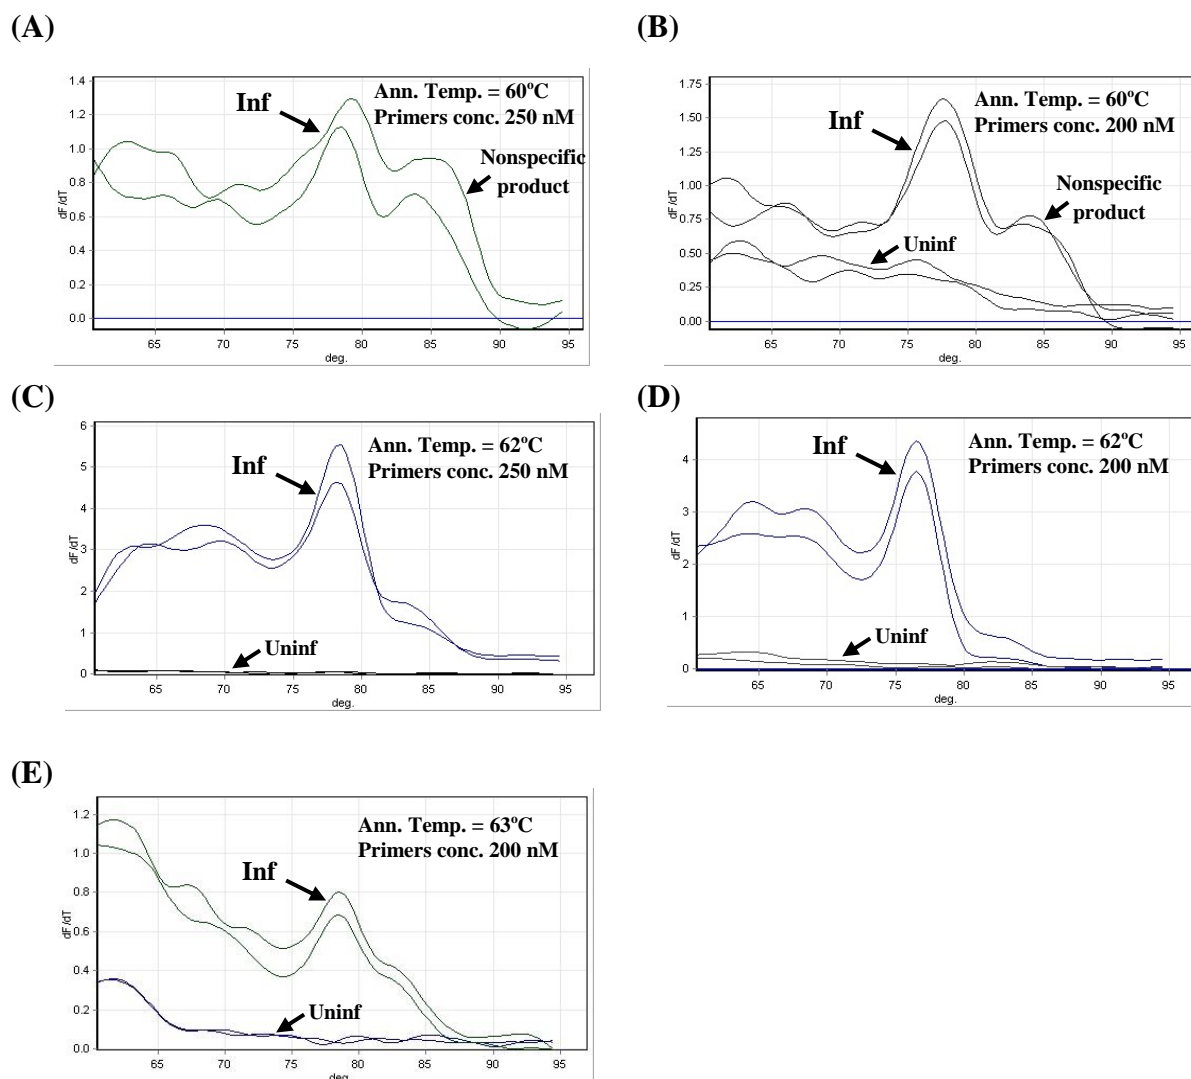 (A)
Ann. Temp. = 60ºC
Primers conc. 250 nM
Inf
Nonspecific
product
1.4
1.2
1.0
0.8
0.6
0.4
0.2
0.0
dF/dT
65 70 75 80 85 90 95
deg.
(B)
Ann. Temp. = 60ºC
Primers conc. 200 nM
Inf
Nonspecific
product
Uninf
1.75
1.50
1.25
1.00
0.75
0.50
0.25
0.00
dF/dT
65 70 75 80 85 90 95
deg.
(C)
Ann. Temp. = 62ºC
Primers conc. 250 nM
Inf
Uninf
6
5
4
3
2
1
0
dF/dT
65 70 75 80 85 90 95
deg.
(D)
Ann. Temp. = 62ºC
Primers conc. 200 nM
Inf
Uninf
4
3
2
1
0
dF/dT
65 70 75 80 85 90 95
deg.
(E)
Ann. Temp. = 63ºC
Primers conc. 200 nM
Inf
Uninf
1.2
1.0
0.8
0.6
0.4
0.2
0.0
dF/dT
65 70 75 80 85 90 95
deg.